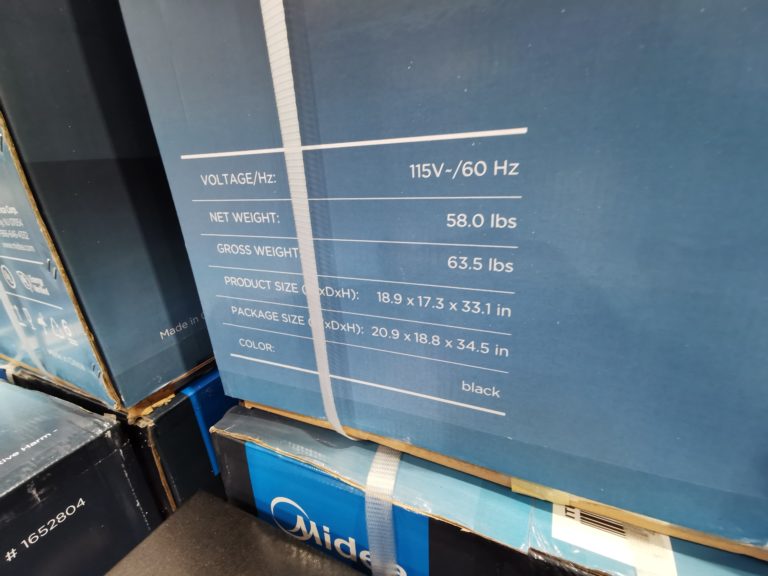 VOLTAGE/Hz: 115V~/60 Hz
NET WEIGHT: 58.0 lbs
GROSS WEIGHT 63.5 lbs
PRODUCT SIZE ( xDxH): 18.9 x 17.3 x 33.1 in
PACKAGE SIZE ( xDxH): 20.9 x 18.8 x 34.5 in
COLOR: black
Made in
# 1652804
Midea